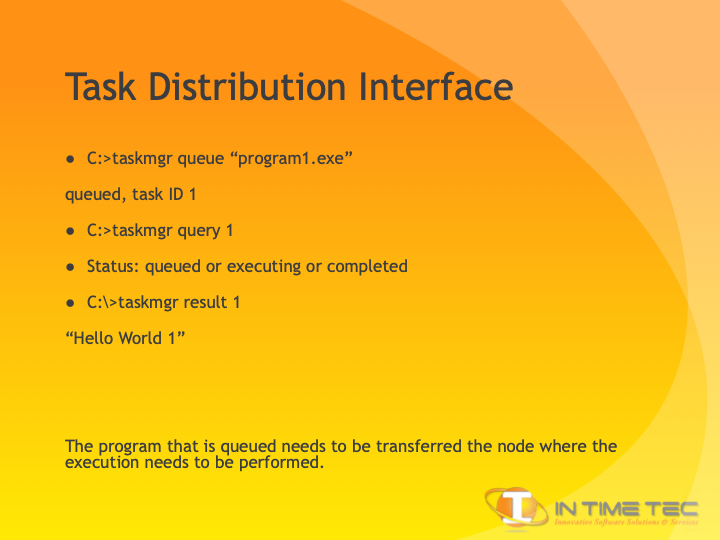 Task Distribution Interface
● C:>taskmgr queue “program1.exe”
queued, task ID 1
● C:>taskmgr query 1
● Status: queued or executing or completed
● C:\>taskmgr result 1
“Hello World 1”
The program that is queued needs to be transferred the node where the
execution needs to be performed.
IN TIME TEC
Innovative Software Solutions & Services